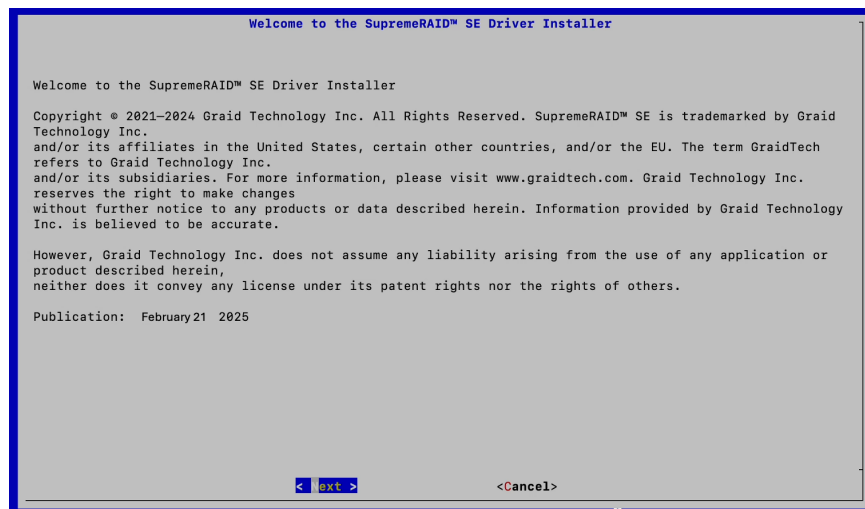 Welcome to the SupremeRAID™ SE Driver Installer
Welcome to the SupremeRAID™ SE Driver Installer
Copyright © 2021—2024 Graid Technology Inc. All Rights Reserved. SupremeRAID™ SE is trademarked by Graid
Technology Inc.
and/or its affiliates in the United States, certain other countries, and/or the EU. The term GraidTech
refers to Graid Technology Inc.
and/or its subsidiaries. For more information, please visit www.graidtech.com. Graid Technology Inc.
reserves the right to make changes
without further notice to any products or data described herein. Information provided by Graid Technology
Inc. is believed to be accurate.
However, Graid Technology Inc. does not assume any liability arising from the use of any application or
product described herein,
neither does it convey any license under its patent rights nor the rights of others.
Publication: February 21 2025
< Next > <Cancel>